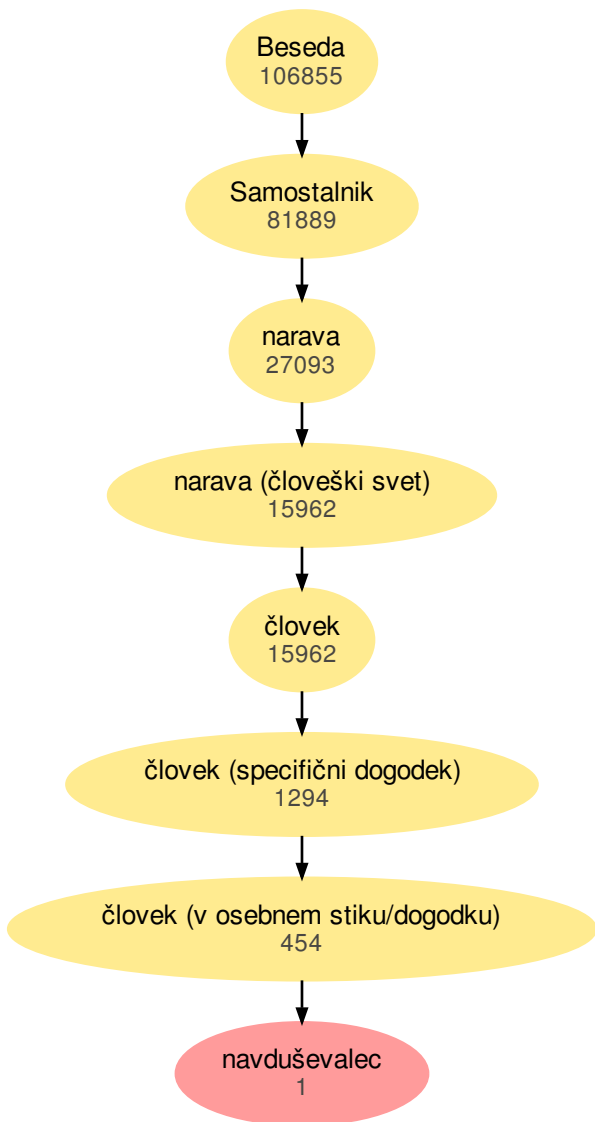 Beseda
106855
Samostalnik
81889
narava
27093
narava (človeški svet)
15962
človek
15962
človek (specifični dogodek)
1294
človek (v osebnem stiku/dogodku)
454
navduševalec
1